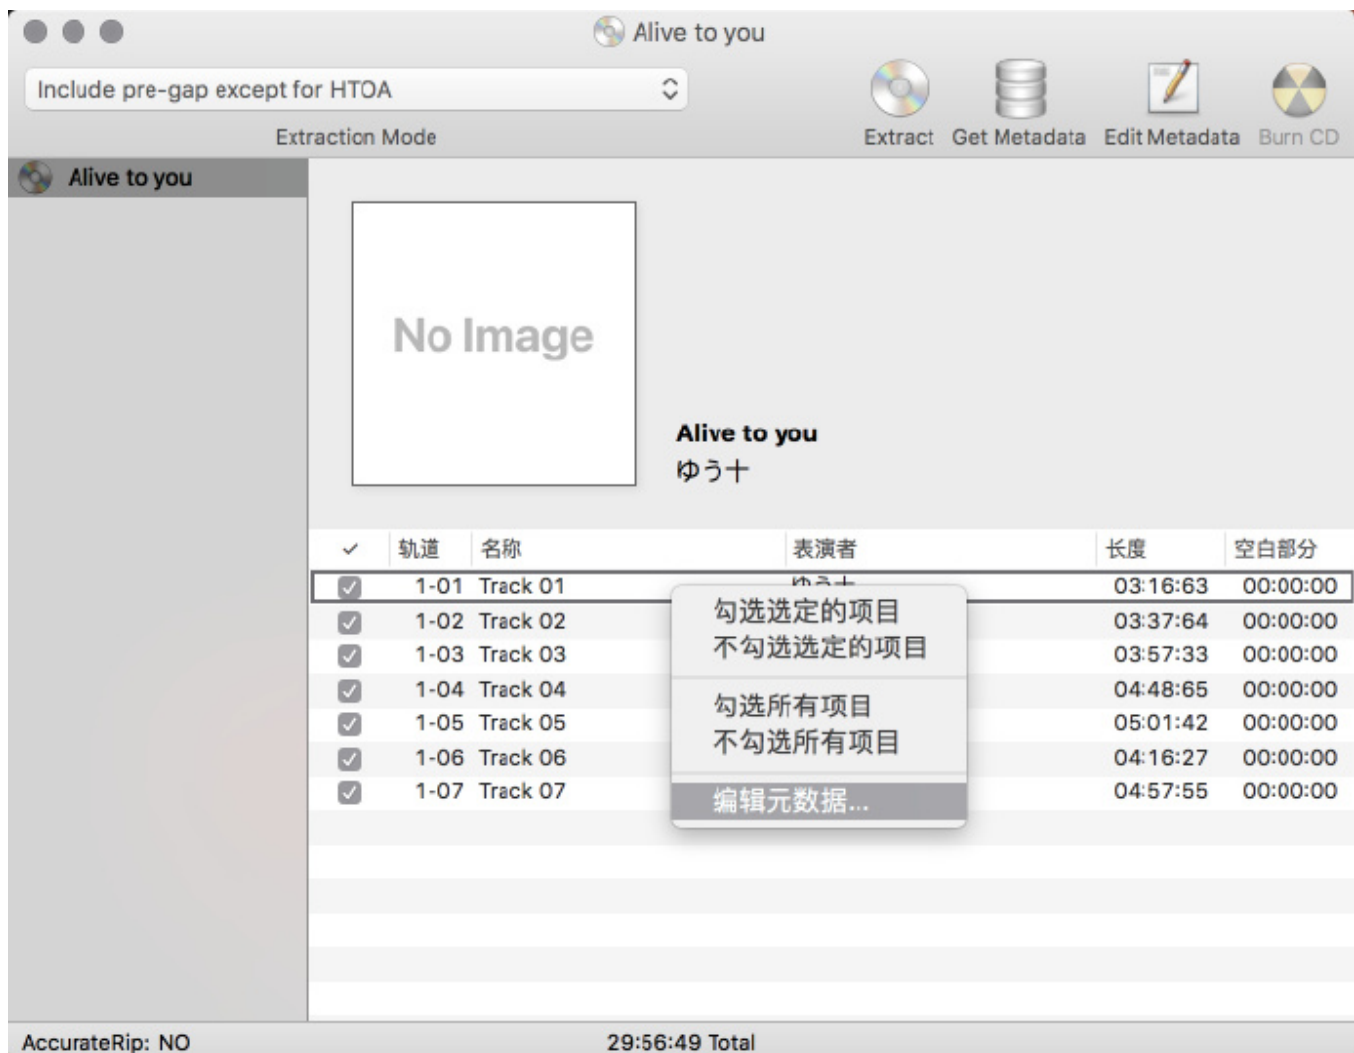 Alive to you
Include pre-gap except for HTOA
Extraction Mode
Extract Get Metadata Edit Metadata Burn CD
Alive to you
No Image
Alive to you
ゆう十
轨道 名称 表演者 长度 空白部分
1-01 Track 01 ゆう十 03:16:63 00:00:00
1-02 Track 02 03:37:64 00:00:00
1-03 Track 03 03:57:33 00:00:00
1-04 Track 04 04:48:65 00:00:00
1-05 Track 05 05:01:42 00:00:00
1-06 Track 06 04:16:27 00:00:00
1-07 Track 07 04:57:55 00:00:00
勾选选定的项目
不勾选选定的项目
勾选所有项目
不勾选所有项目
编辑元数据...
AccurateRip: NO 29:56:49 Total